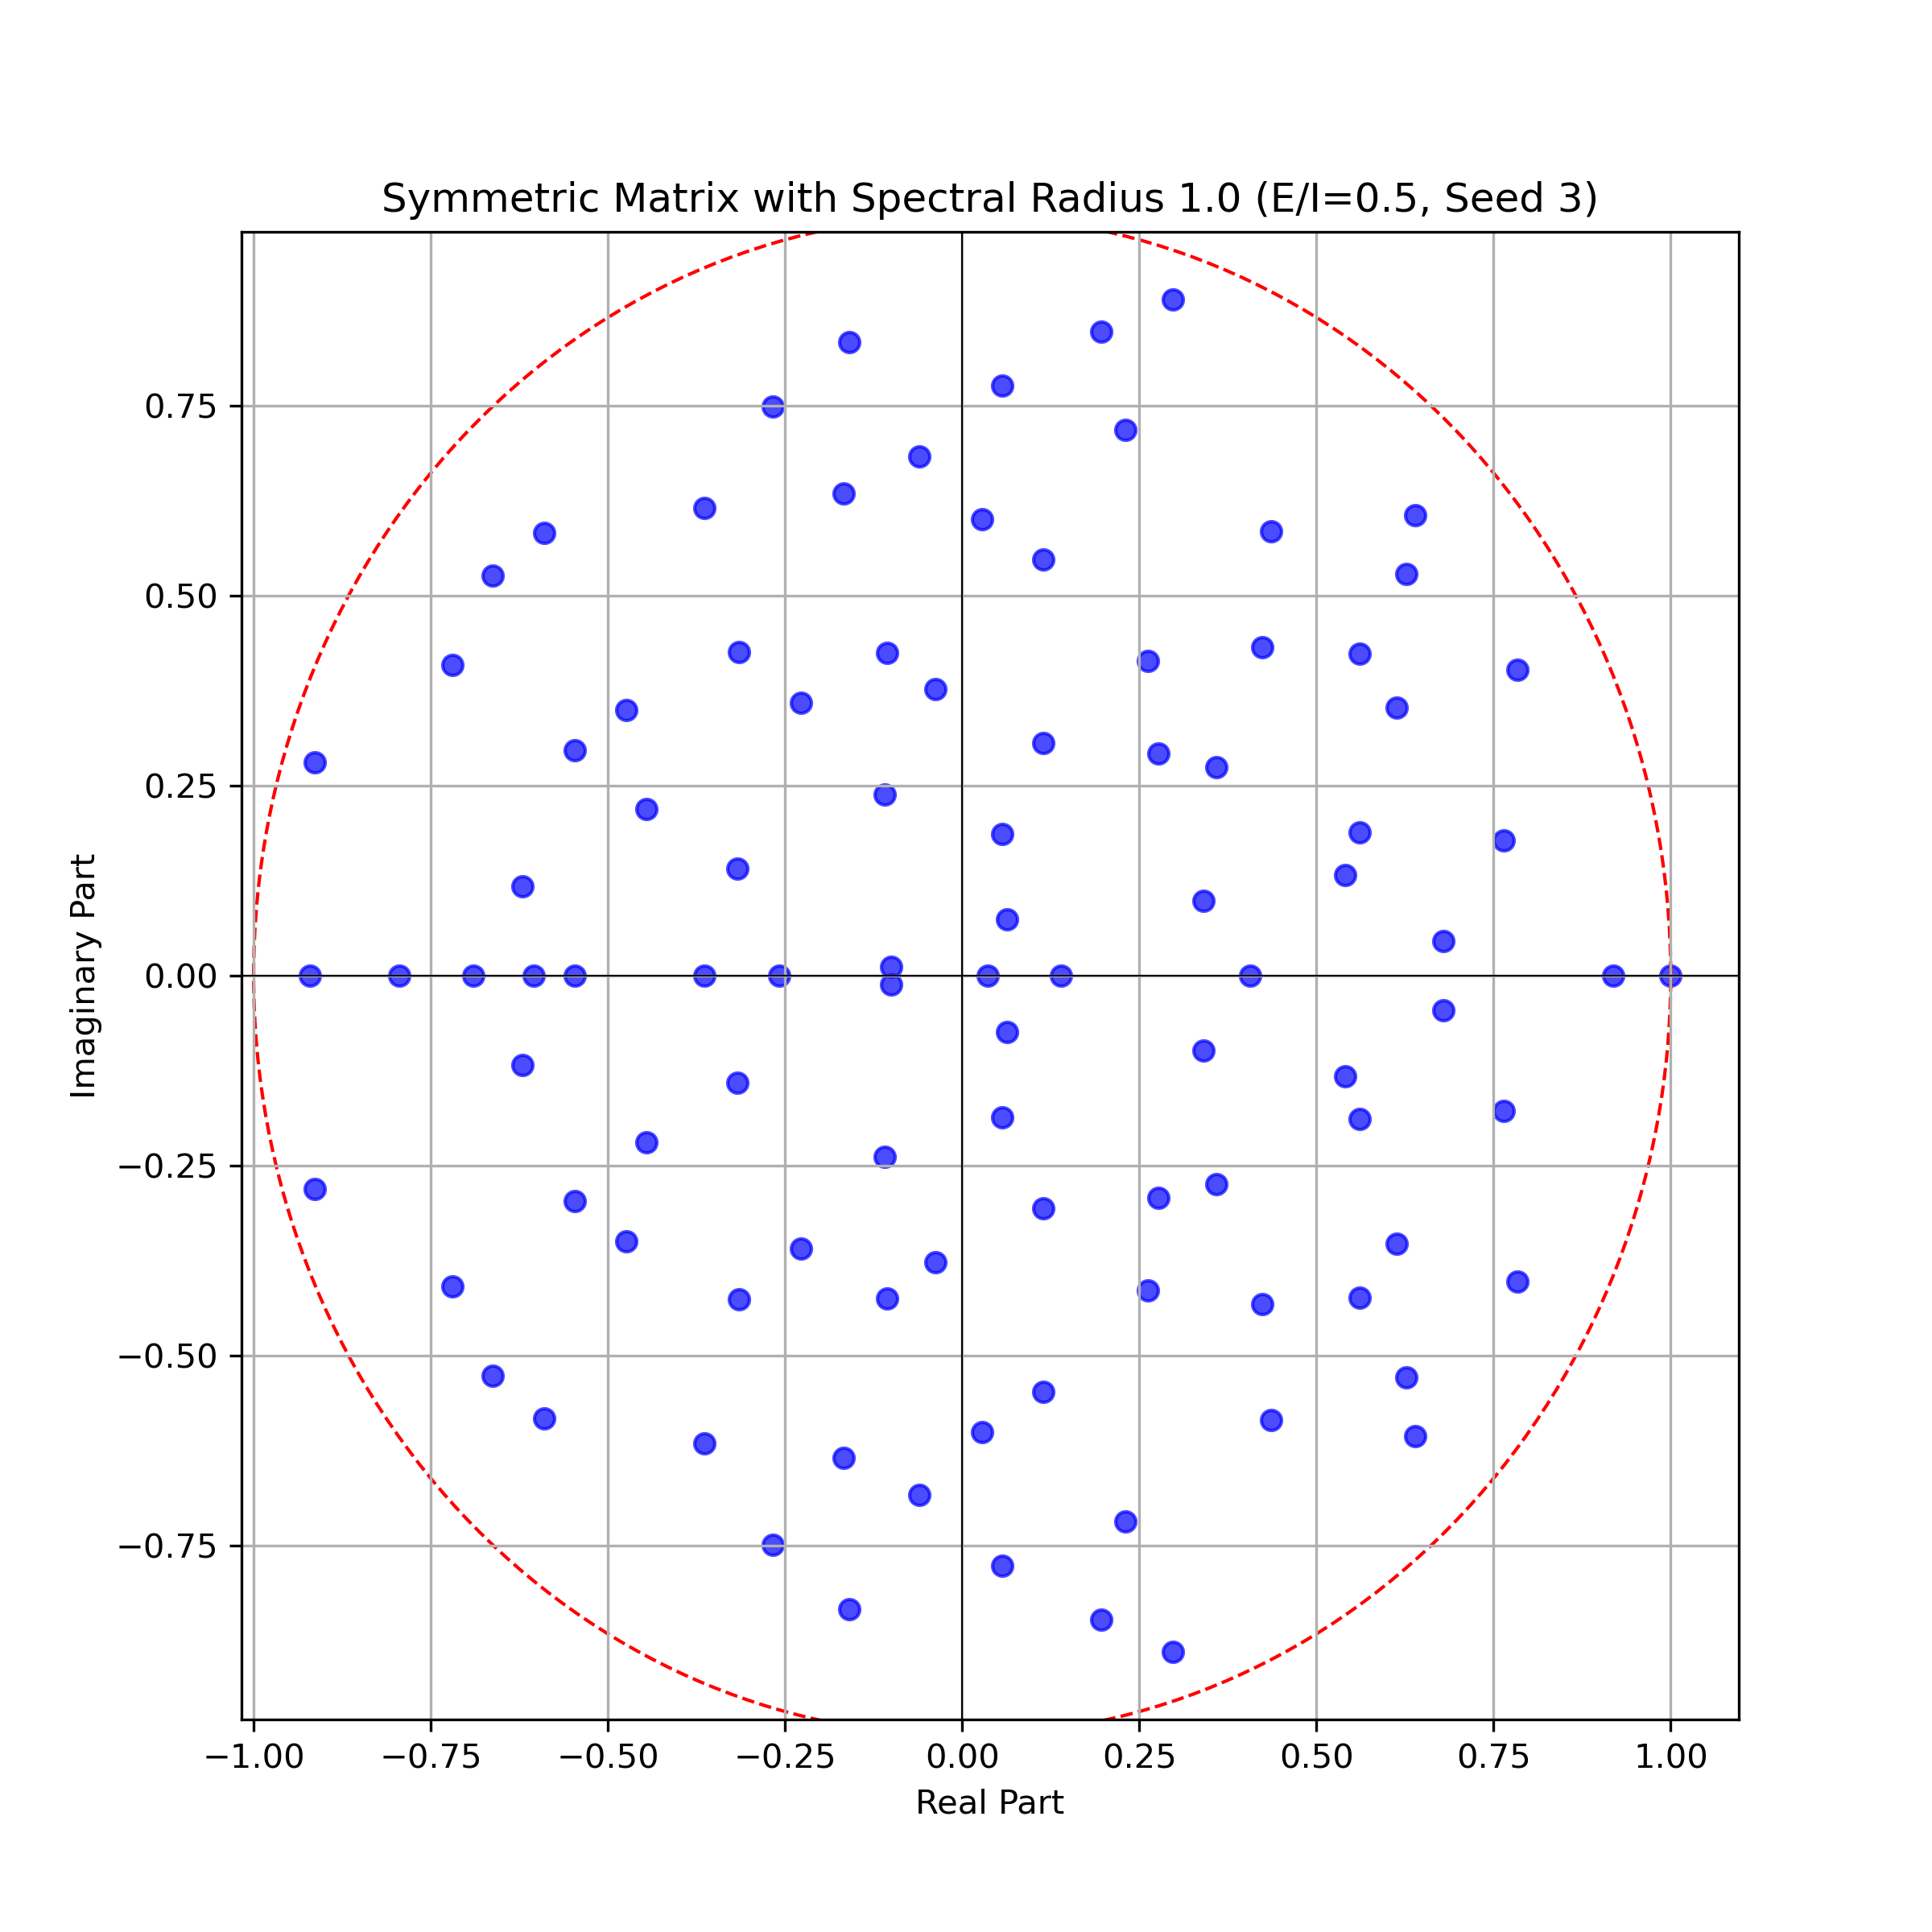 Symmetric Matrix with Spectral Radius 1.0 (E/I=0.5, Seed 3)
0.75
0.50
0.25
0.00
−0.25
−0.50
−0.75
Imaginary Part
−1.00 −0.75 −0.50 −0.25 0.00 0.25 0.50 0.75 1.00
Real Part